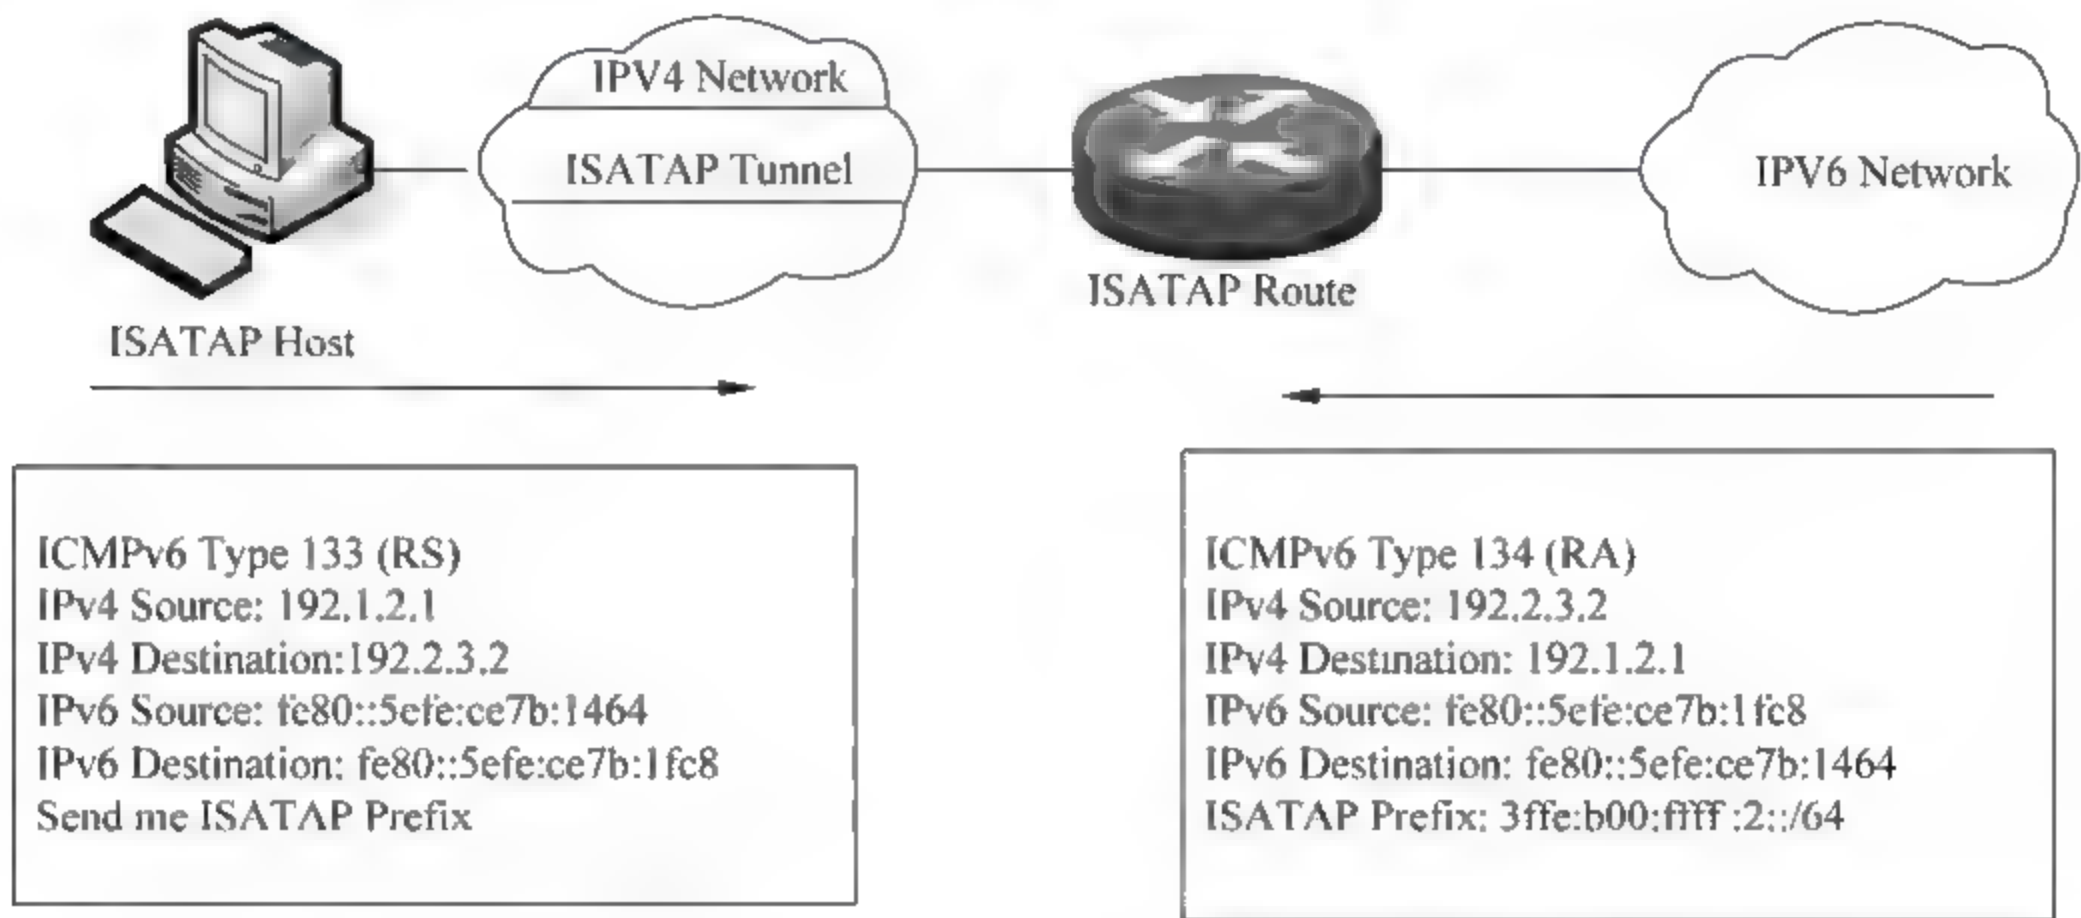 IPV4 Network
ISATAP Tunnel
IPV6 Network
ISATAP Route
ISATAP Host
ICMPv6 Type 133 (RS)
IPv4 Source: 192.1.2.1
IPv4 Destination:192.2.3.2
IPv6 Source: fe80::5efe:ce7b:1464
IPv6 Destination: fe80::5efe:ce7b:1fc8
Send me ISATAP Prefix
ICMPv6 Type 134 (RA)
IPv4 Source: 192.2.3.2
IPv4 Destination: 192.1.2.1
IPv6 Source: fe80::5efe:ce7b:1fc8
IPv6 Destination: fe80::5efe:ce7b:1464
ISATAP Prefix: 3ffe:b00:ffff :2::/64